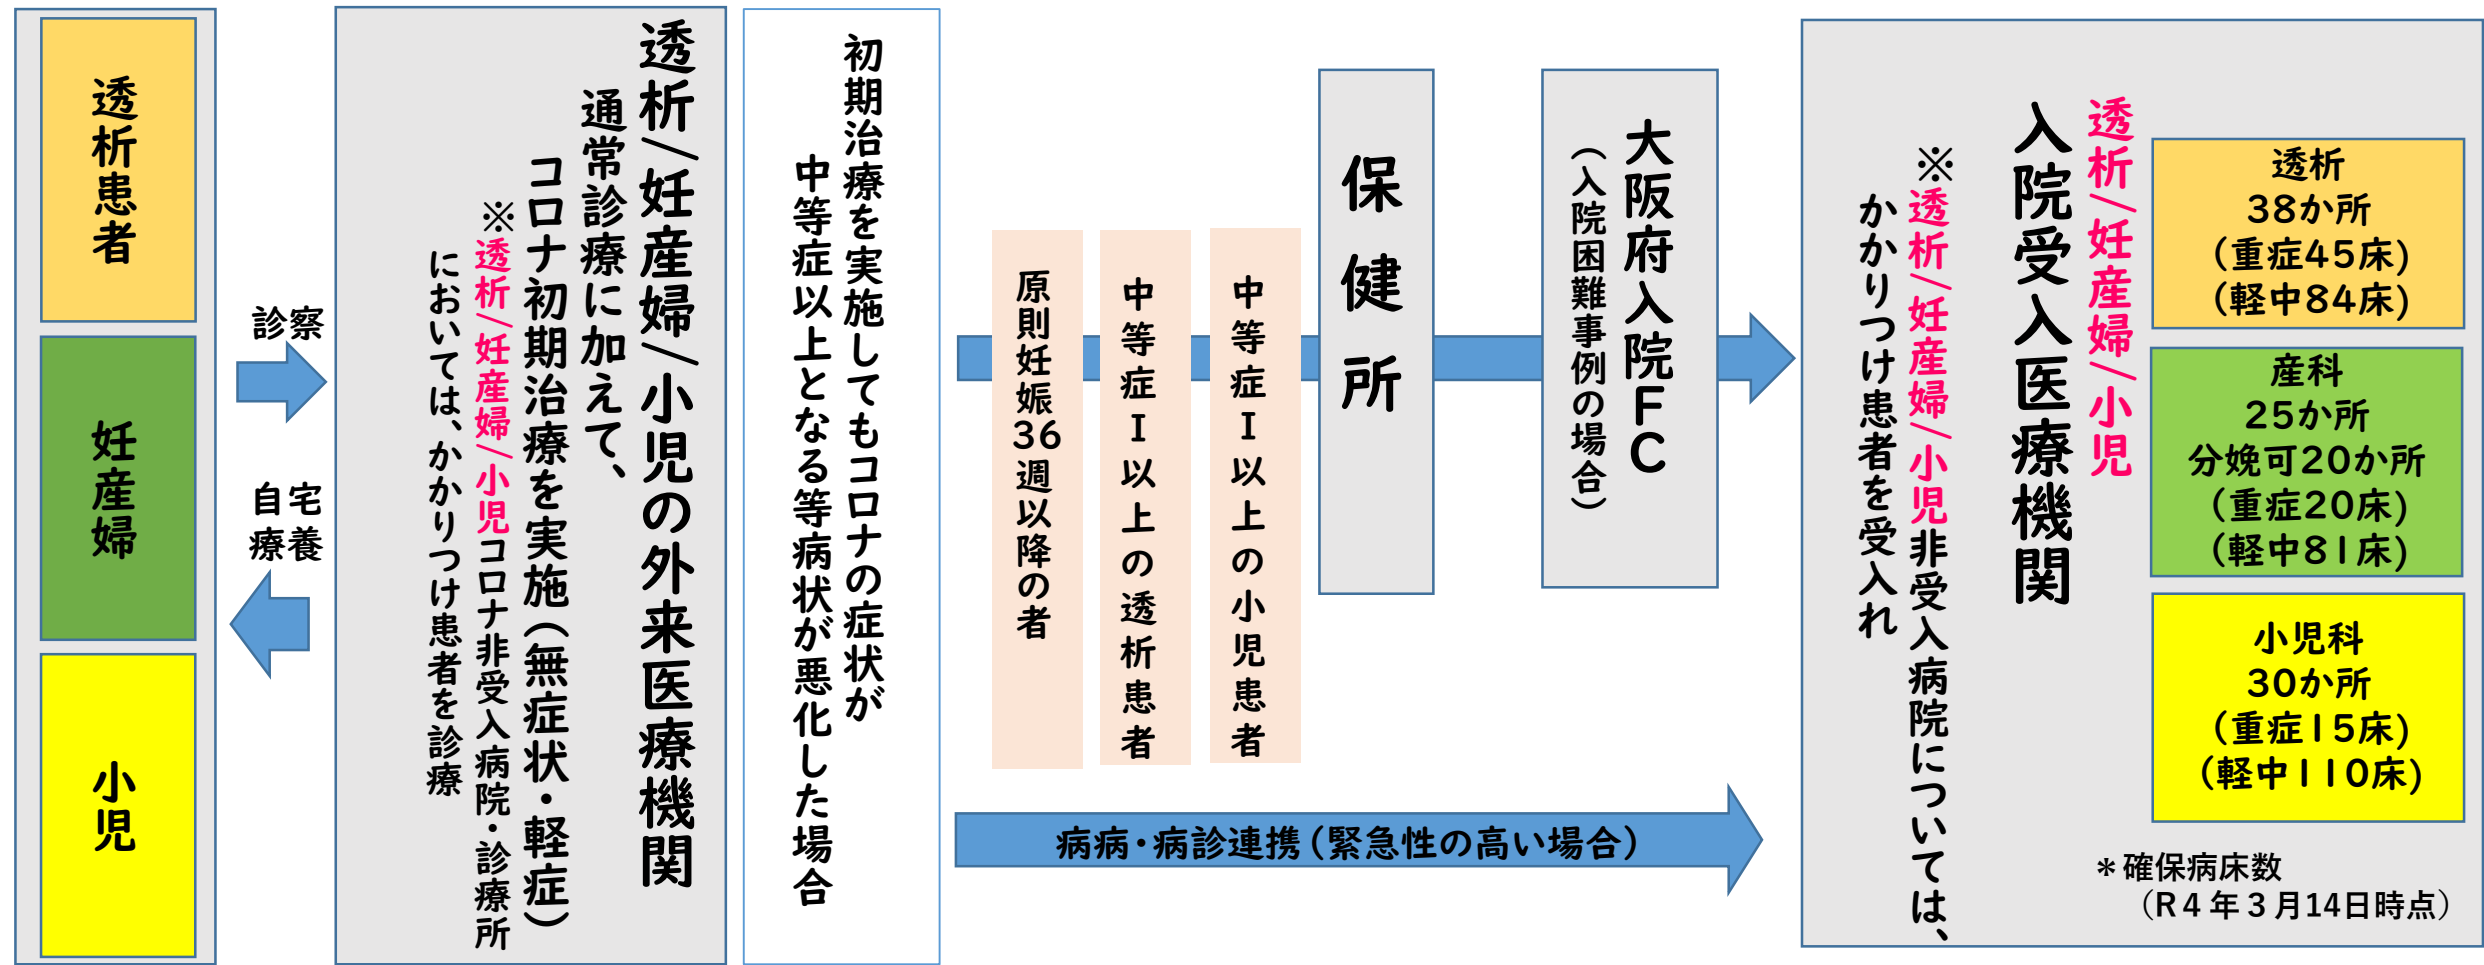 透析患者
妊産婦
小児
診察
自宅
療養
透析/妊産婦/小児の外来医療機関
通常診療に加えて、
コロナ初期治療を実施(無症状・軽症)
※透析/妊産婦/小児コロナ非受入病院・診療所
においては、かかりつけ患者を診療
初期治療を実施してもコロナの症状が
中等症以上となる等病状が悪化した場合
原則妊娠36週以降の者
中等症Ⅰ以上の透析患者
中等症Ⅰ以上の小児患者
保健所
大阪府入院FC
(入院困難事例の場合)
病病・病診連携(緊急性の高い場合)
透析/妊産婦/小児
入院受入医療機関
※透析/妊産婦/小児非受入病院については、
かかりつけ患者を受入れ
透析
38か所
(重症45床)
(軽中84床)
産科
25か所
分娩可20か所
(重症20床)
(軽中81床)
小児科
30か所
(重症15床)
(軽中110床)
＊確保病床数
(R4年3月14日時点)